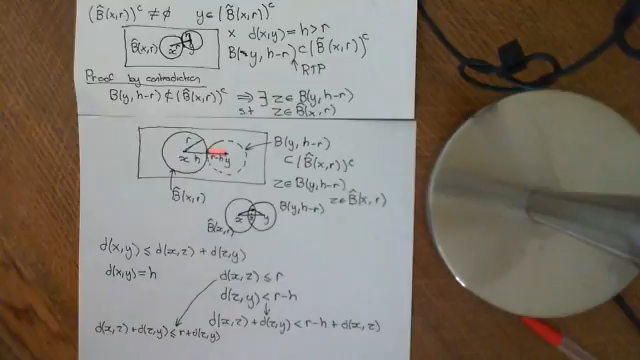 (B̂(x,r))ᶜ ≠ ∅ y ∈ (B̂(x,r))ᶜ
x d(x,y) = h > r
B̂(x,r) x r h y B(y, h-r) ⊂ (B̂(x,r))ᶜ
↑ RTP
Proof by contradiction
B(y, h-r) ⊄ (B̂(x,r))ᶜ ⟹ ∃ z ∈ B(y, h-r)
s.t z ∈ B̂(x,r)
r B(y, h-r)
x h r-h y ⊂ (B̂(x,r))ᶜ
z ∈ B(y, h-r)
B̂(x,r) z ∈ B̂(x,r)
x z y B(y, h-r)
B̂(x,r)
d(x,y) ≤ d(x,z) + d(z,y)
d(x,y) = h d(x,z) ≤ r
d(z,y) < r-h
d(x,z) + d(z,y) < r-h + d(x,z)
d(x,z) + d(z,y) ≤ r + d(z,y)